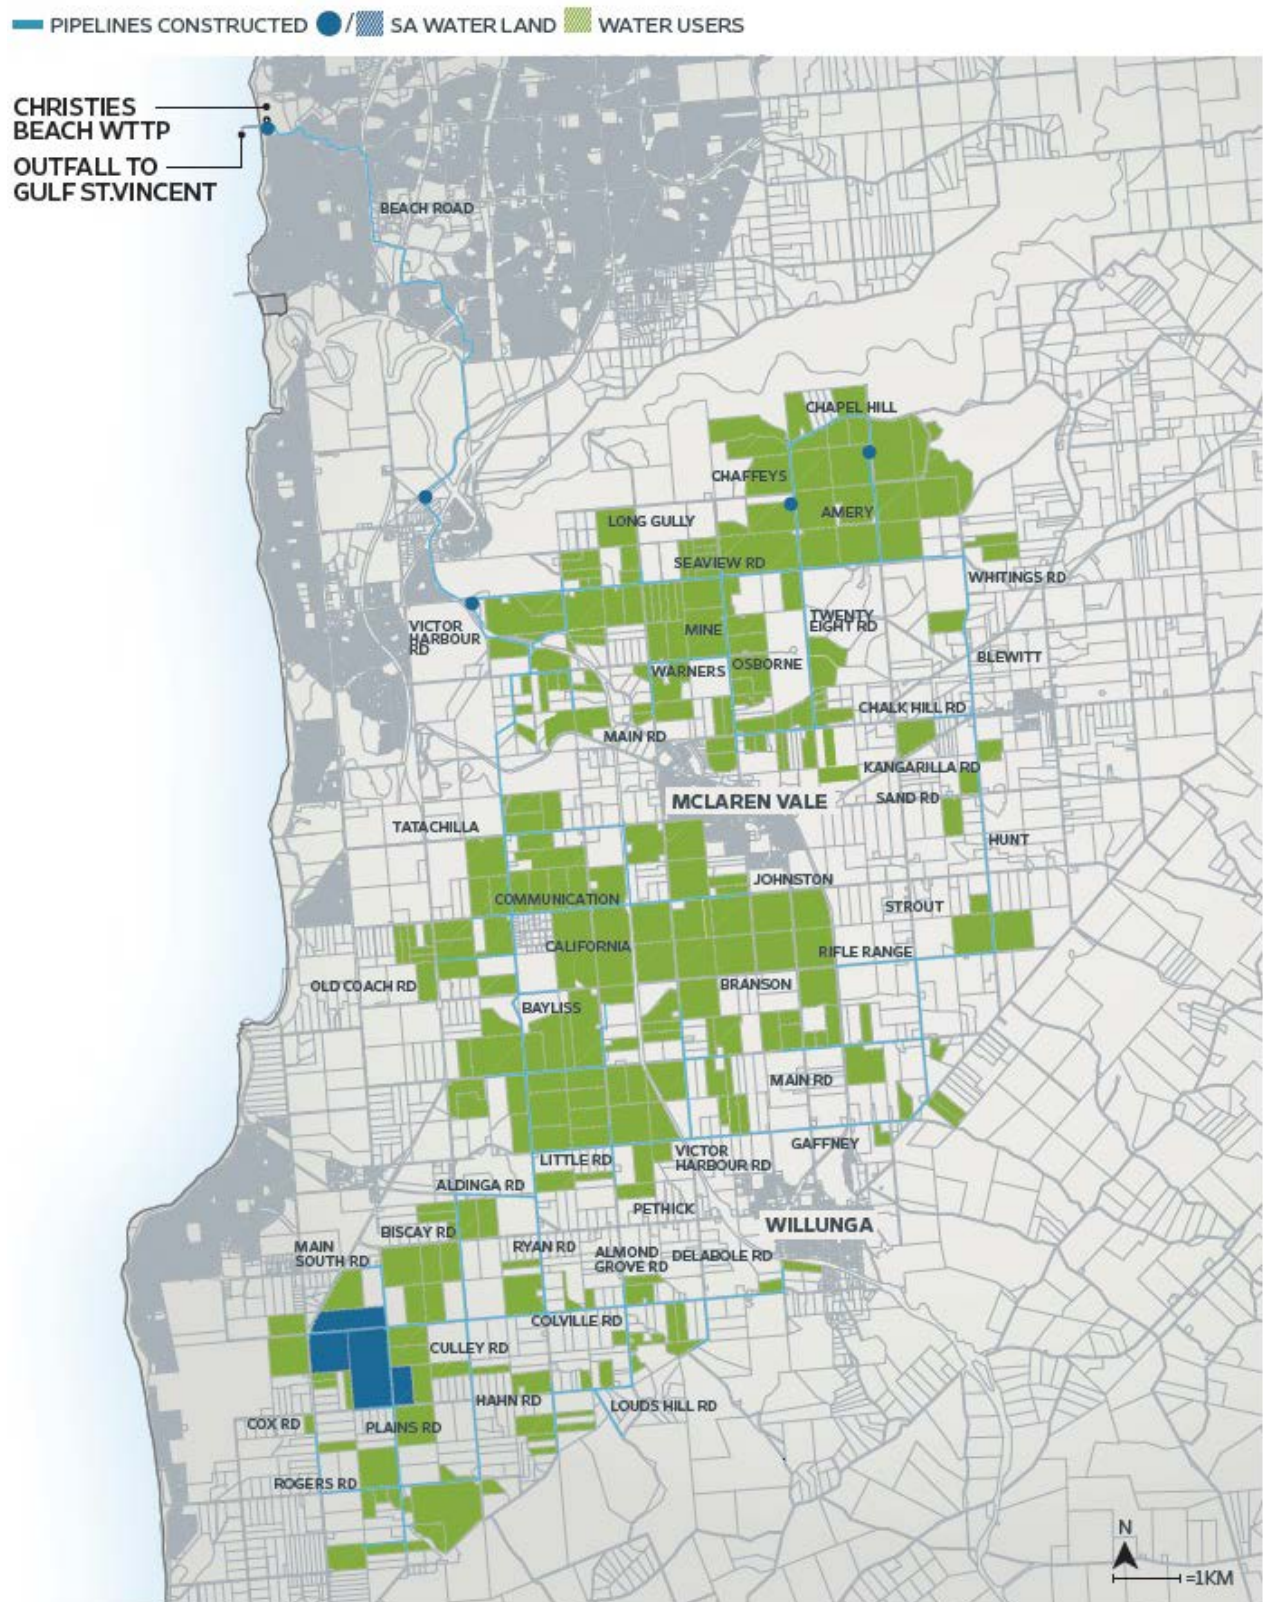 PIPELINES CONSTRUCTED / SA WATER LAND WATER USERS
CHRISTIES
BEACH WTTP
OUTFALL TO
GULF ST.VINCENT
BEACH ROAD
CHAPEL HILL
CHAFFEYS
AMERY
LONG GULLY
SEAVIEW RD
WHITINGS RD
VICTOR
HARBOUR
RD
MINE
TWENTY
EIGHT RD
WARNERS
OSBORNE
BLEWITT
CHALK HILL RD
MAIN RD
KANGARILLA RD
MCLAREN VALE
SAND RD
TATACHILLA
HUNT
JOHNSTON
COMMUNICATION
STROUT
CALIFORNIA
RIFLE RANGE
OLD COACH RD
BRANSON
BAYLISS
MAIN RD
GAFFNEY
LITTLE RD
VICTOR
HARBOUR RD
ALDINGA RD
PETHICK
WILLUNGA
BISCAY RD
MAIN
SOUTH RD
RYAN RD
ALMOND
GROVE RD
DELABOLE RD
COLVILLE RD
CULLEY RD
HAHN RD
LOUDS HILL RD
COX RD
PLAINS RD
ROGERS RD
N
=1KM